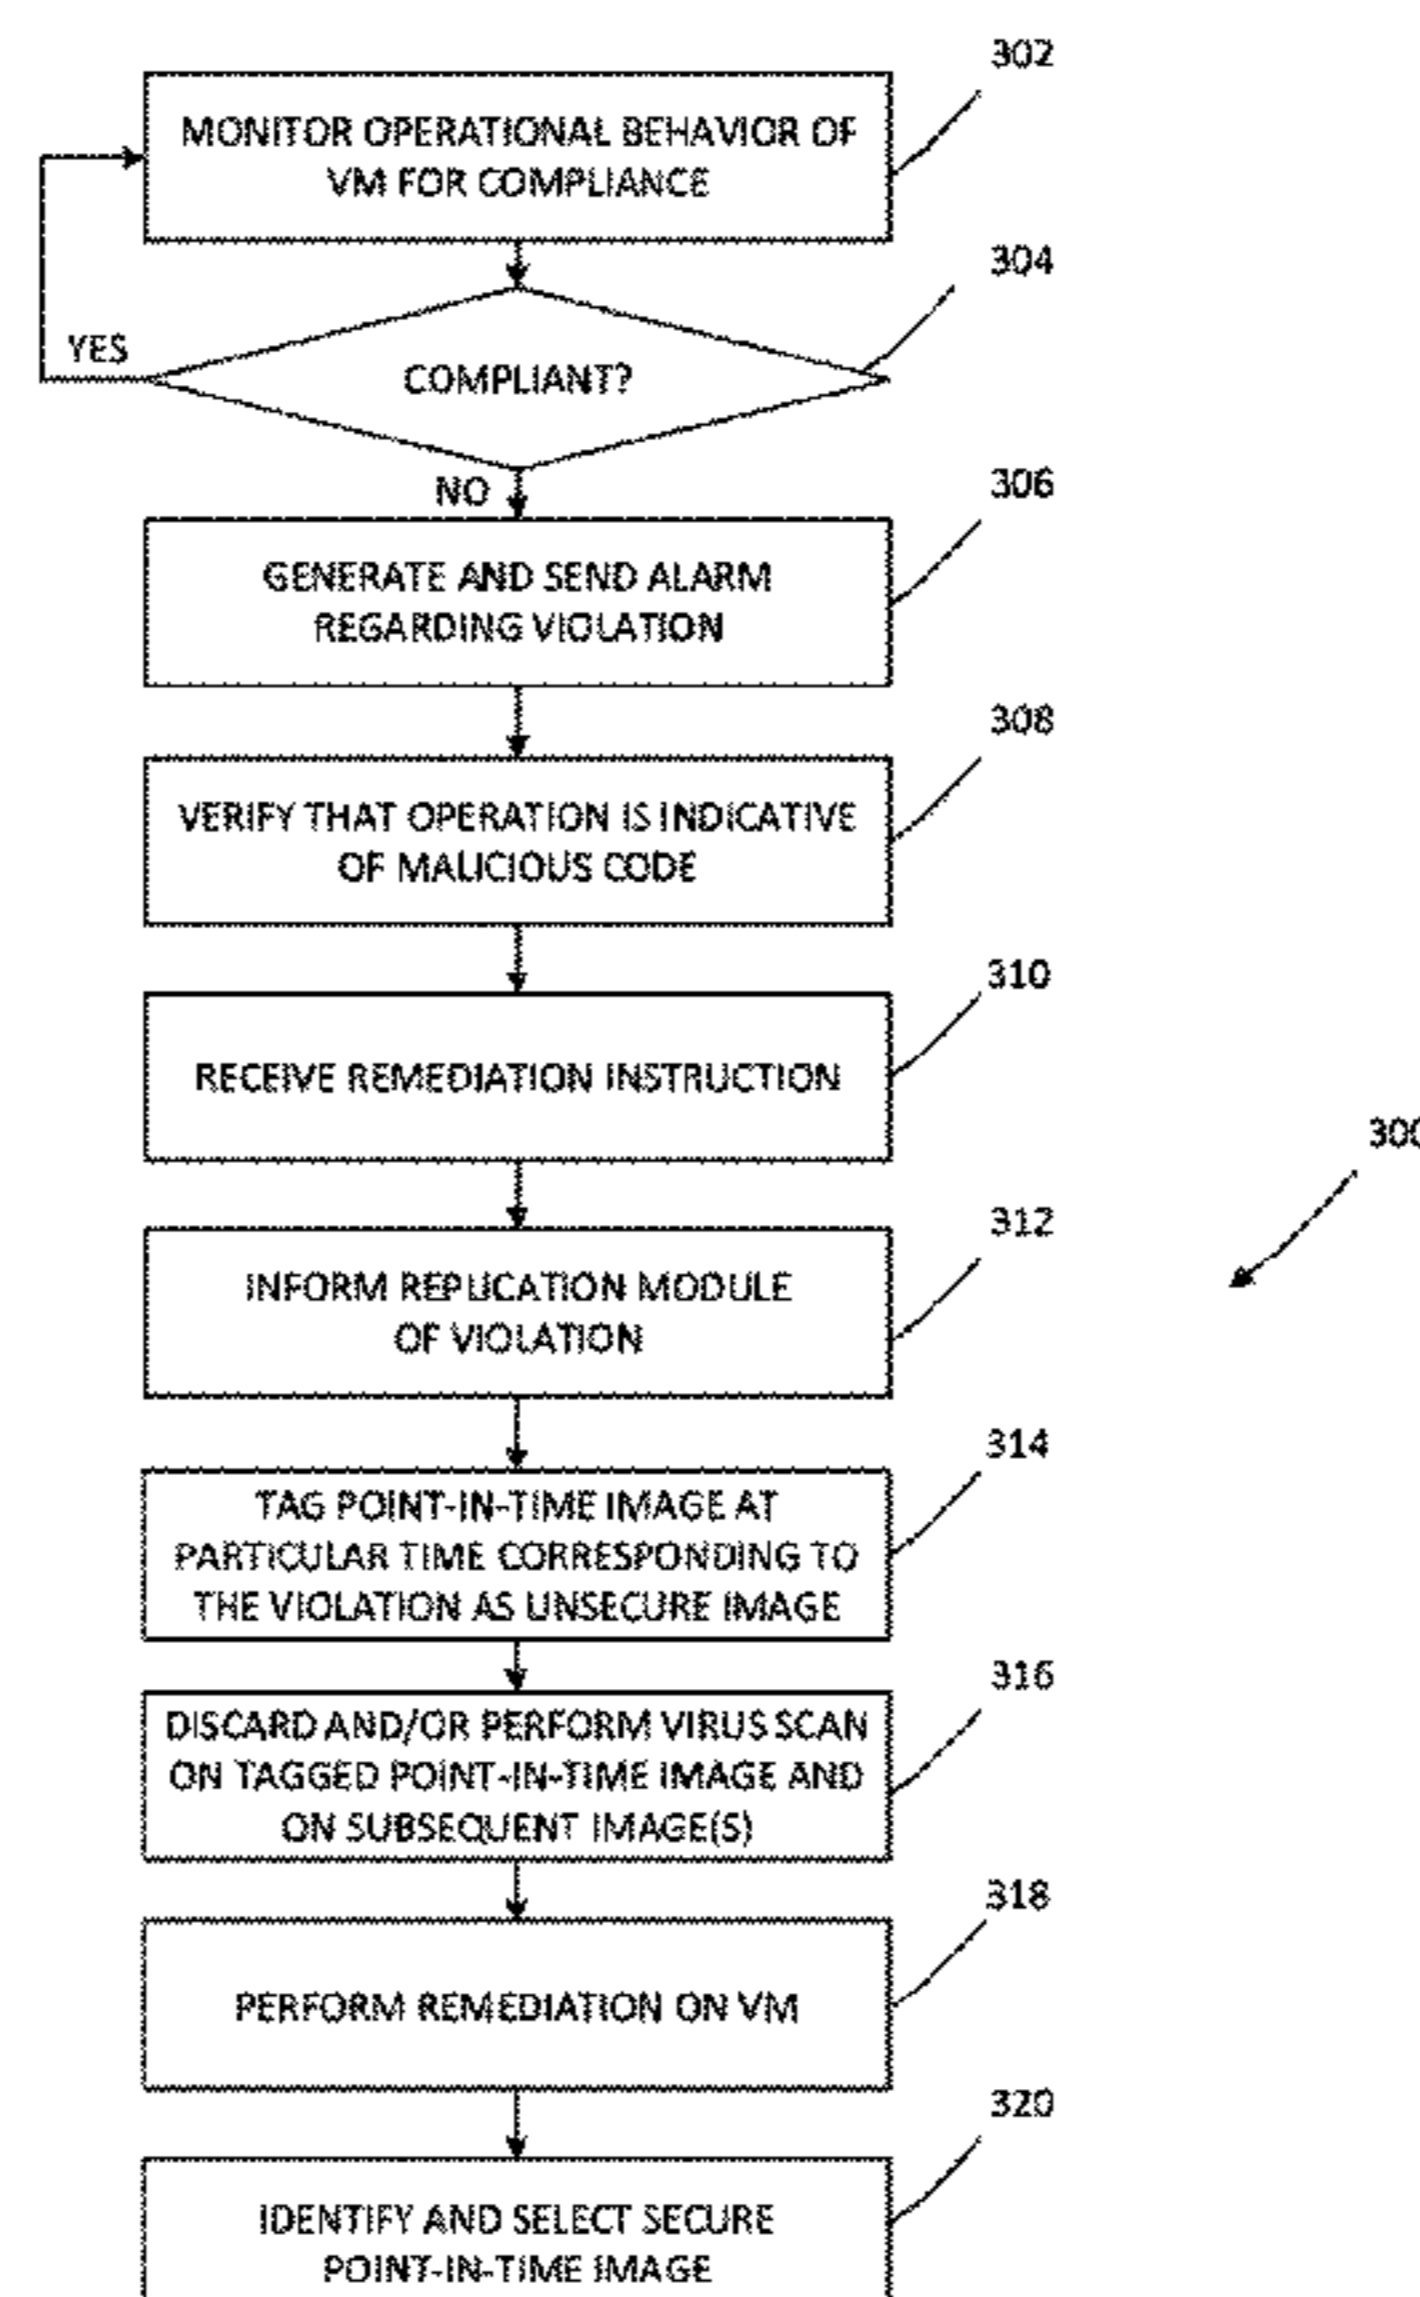 302
MONITOR OPERATIONAL BEHAVIOR OF
VM FOR COMPLIANCE
304
YES
COMPLIANT?
NO
306
GENERATE AND SEND ALARM
REGARDING VIOLATION
308
VERIFY THAT OPERATION IS INDICATIVE
OF MALICIOUS CODE
310
RECEIVE REMEDIATION INSTRUCTION
300
312
INFORM REPLICATION MODULE
OF VIOLATION
314
TAG POINT-IN-TIME IMAGE AT
PARTICULAR TIME CORRESPONDING TO
THE VIOLATION AS UNSECURE IMAGE
316
DISCARD AND/OR PERFORM VIRUS SCAN
ON TAGGED POINT-IN-TIME IMAGE AND
ON SUBSEQUENT IMAGE(S)
318
PERFORM REMEDIATION ON VM
320
IDENTIFY AND SELECT SECURE
POINT-IN-TIME IMAGE